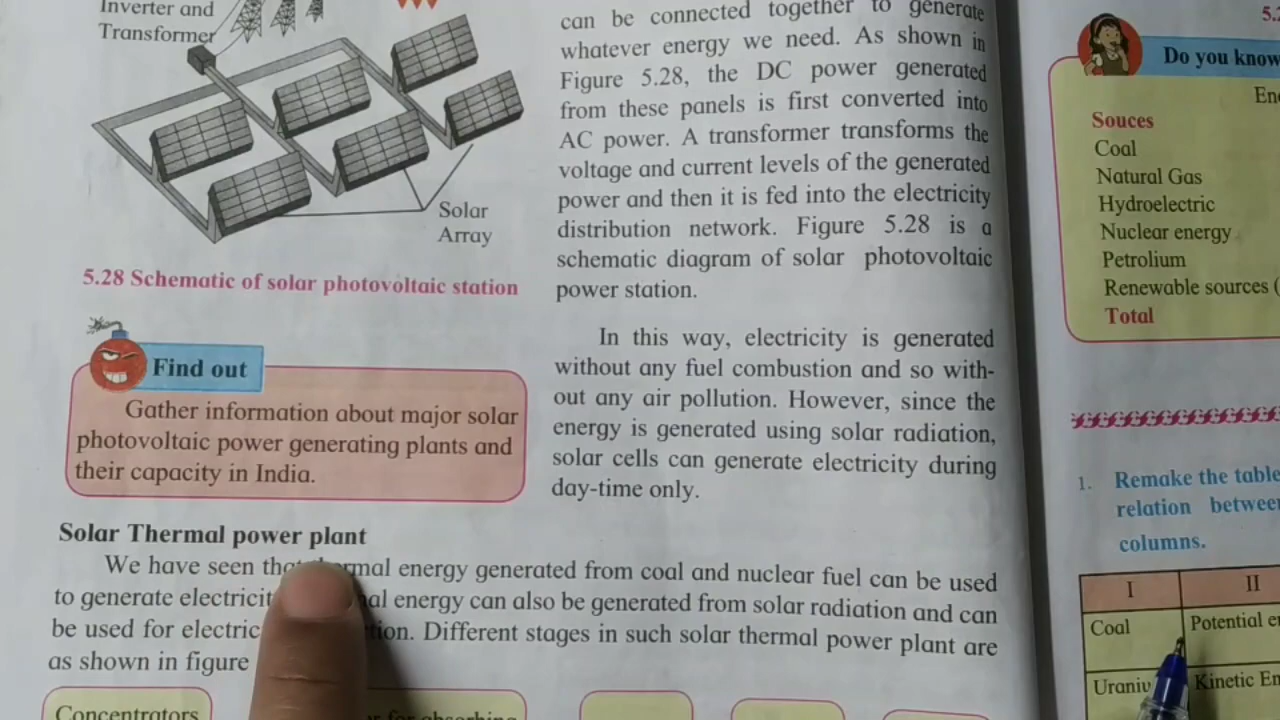 Inverter and
Transformer
Solar
Array
5.28 Schematic of solar photovoltaic station
Find out
Gather information about major solar
photovoltaic power generating plants and
their capacity in India.
can be connected together to generate
whatever energy we need. As shown in
Figure 5.28, the DC power generated
from these panels is first converted into
AC power. A transformer transforms the
voltage and current levels of the generated
power and then it is fed into the electricity
distribution network. Figure 5.28 is a
schematic diagram of solar photovoltaic
power station.
In this way, electricity is generated
without any fuel combustion and so with-
out any air pollution. However, since the
energy is generated using solar radiation,
solar cells can generate electricity during
day-time only.
Solar Thermal power plant
We have seen that thermal energy generated from coal and nuclear fuel can be used
to generate energy can also be generated from solar radiation and can
be used for Different stages in such solar thermal power plant are
as shown in figure
Concentrators
for absorbing
Do you know
Souces
Coal
Natural Gas
Hydroelectric
Nuclear energy
Petrolium
Renewable sources (
Total
1. Remake the table
relation between
columns.
I II
Coal Potential
Kinetic